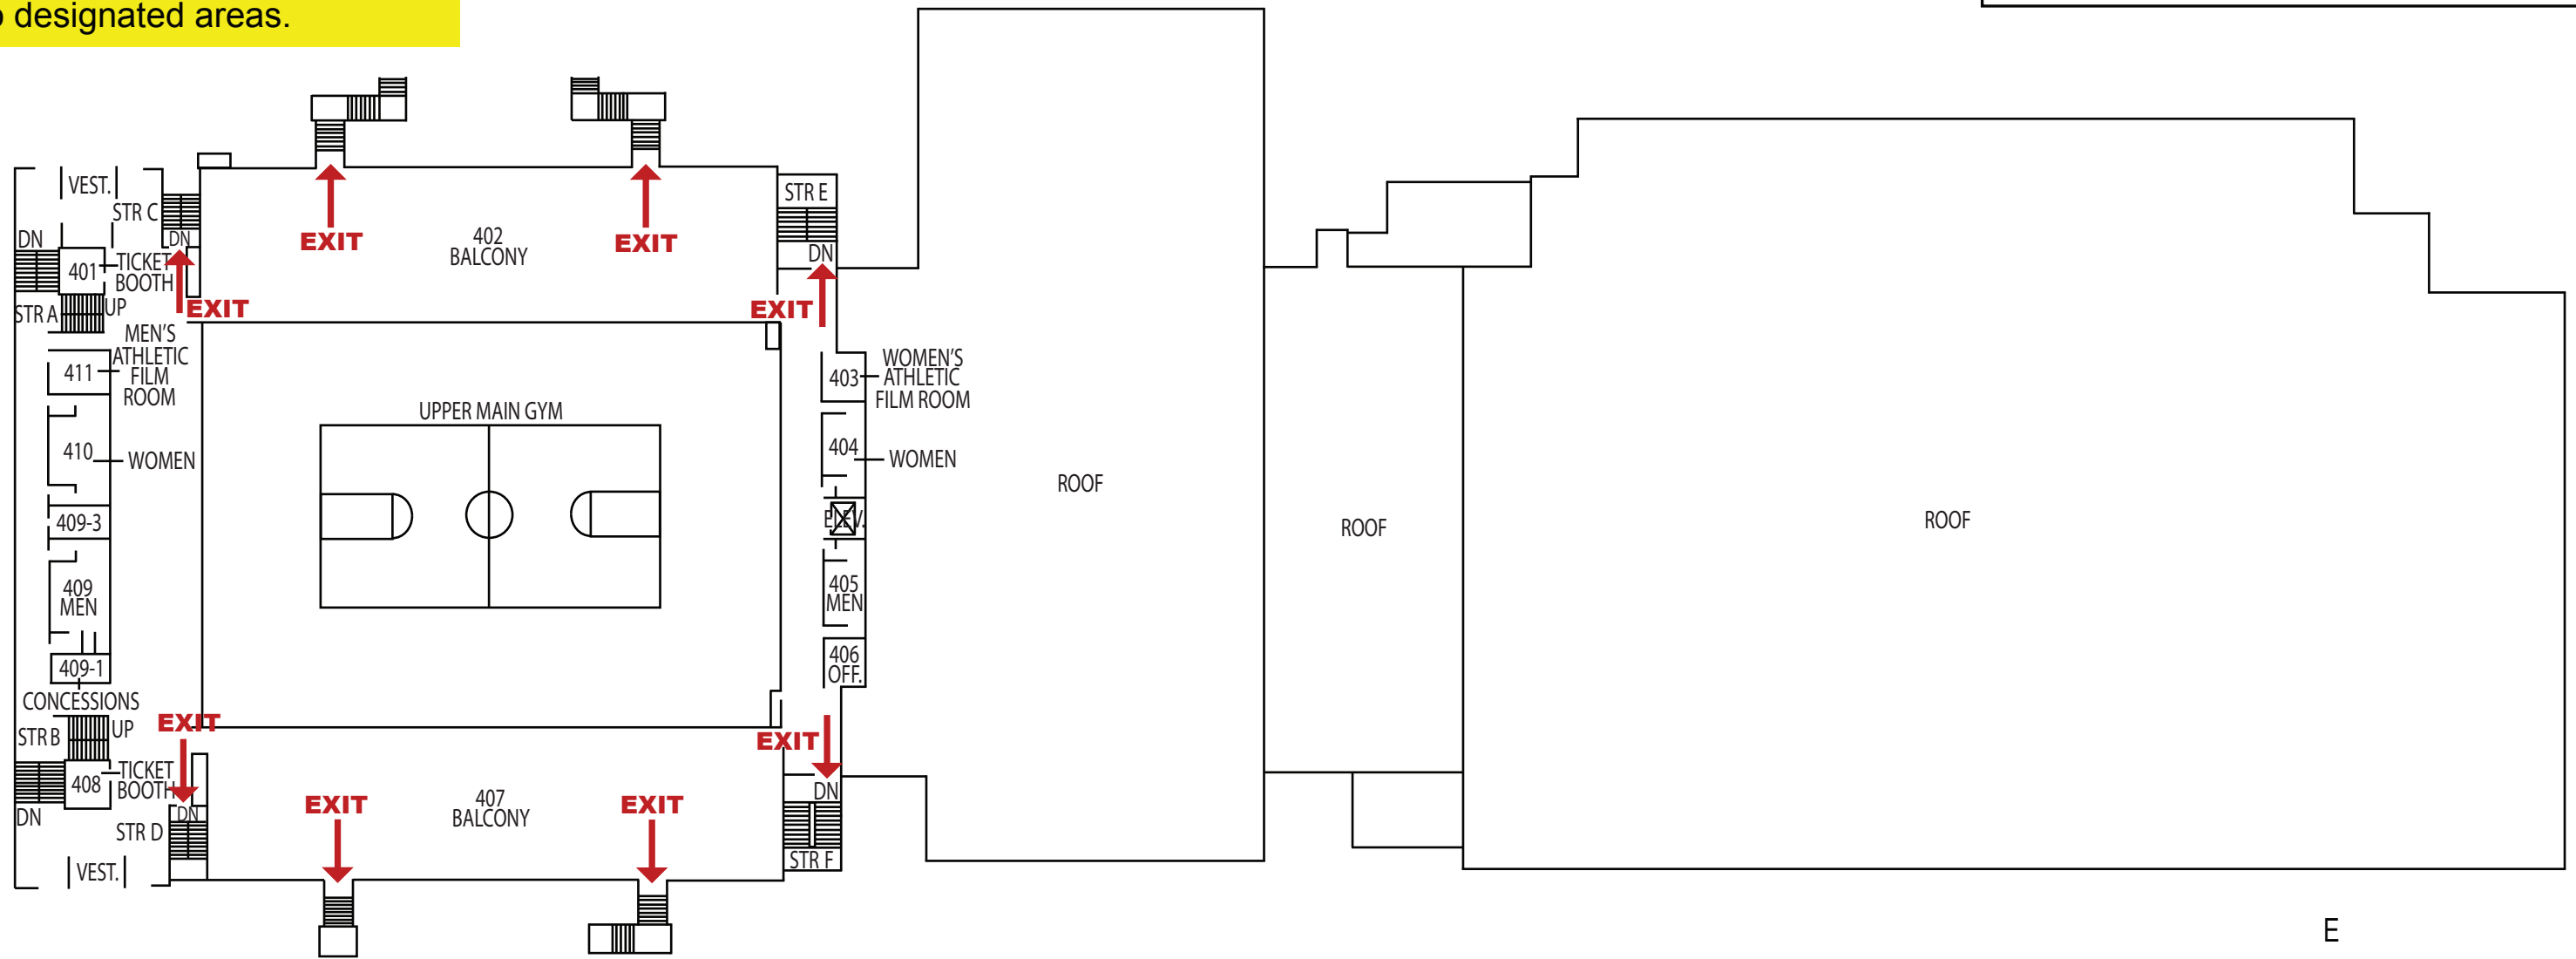 designated areas.
VEST.
STR C
DN
DN
401
TICKET
BOOTH
STR A
UP
EXIT
EXIT
EXIT
402
BALCONY
STR E
DN
EXIT
MEN'S
ATHLETIC
FILM
ROOM
411
410
WOMEN
409-3
409
MEN
409-1
CONCESSIONS
UPPER MAIN GYM
403
WOMEN'S
ATHLETIC
FILM ROOM
404
WOMEN
ELEV.
405
MEN
406
OFF.
ROOF
ROOF
ROOF
STR B
UP
EXIT
408
TICKET
BOOTH
DN
DN
STR D
VEST.
EXIT
407
BALCONY
EXIT
EXIT
DN
STR F
E